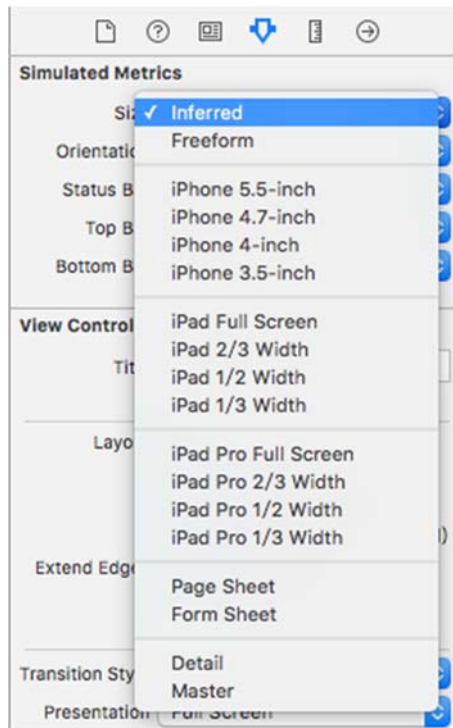 Simulated Metrics
Siz
✓ Inferred
Freeform
Orientatio
Status B
iPhone 5.5-inch
iPhone 4.7-inch
Top B
iPhone 4-inch
Bottom B
iPhone 3.5-inch
View Control
iPad Full Screen
iPad 2/3 Width
Tit
iPad 1/2 Width
iPad 1/3 Width
Layo
iPad Pro Full Screen
iPad Pro 2/3 Width
iPad Pro 1/2 Width
iPad Pro 1/3 Width
)
Extend Edge
Page Sheet
Form Sheet
Detail
Transition Sty
Master
Presentation Full Screen